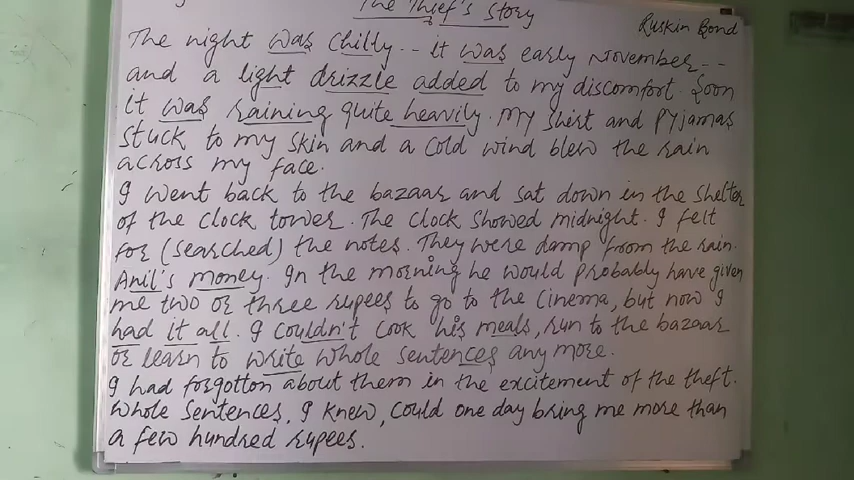 The Thief's Story
Ruskin Bond
The night was chilly -- it was early November --
and a light drizzle added to my discomfort. Soon
it was raining quite heavily. My shirt and pyjamas
stuck to my skin and a cold wind blew the rain
across my face.
I went back to the bazaar and sat down in the shelter
of the clock tower. The clock showed midnight. I felt
for (searched) the notes. They were damp from the rain.
Anil's money. In the morning he would probably have given
me two or three rupees to go to the cinema, but now I
had it all. I couldn't cook his meals, run to the bazaar
or learn to write whole sentences any more.
I had forgotton about them in the excitement of the theft.
Whole sentences, I knew, could one day bring me more than
a few hundred rupees.